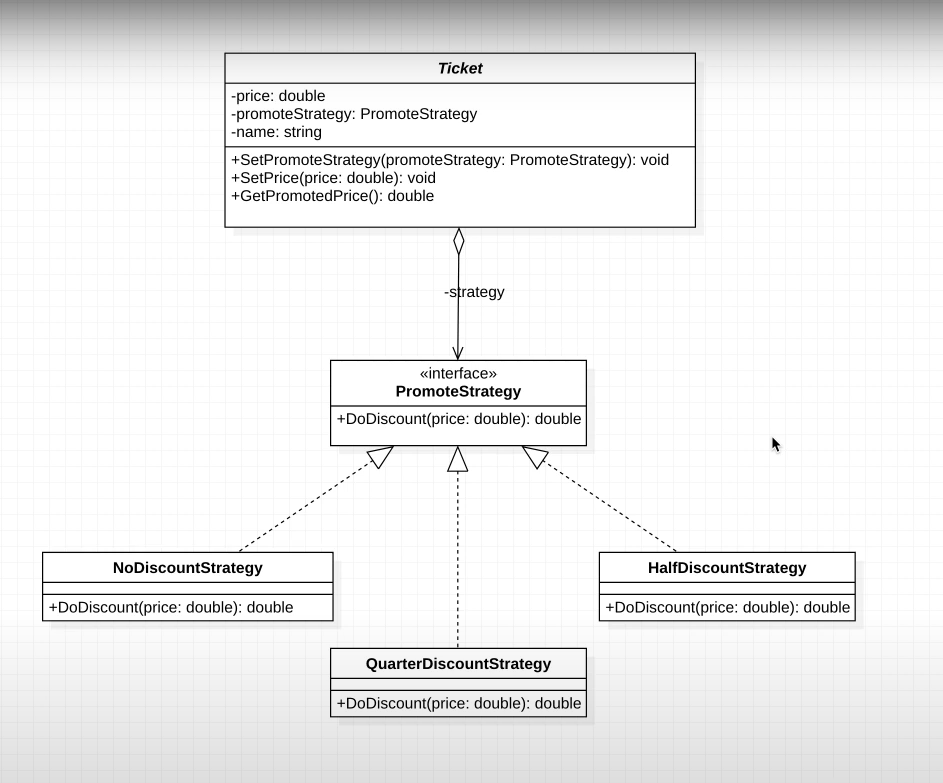 Ticket
-price: double
-promoteStrategy: PromoteStrategy
-name: string
+SetPromoteStrategy(promoteStrategy: PromoteStrategy): void
+SetPrice(price: double): void
+GetPromotedPrice(): double
-strategy
«interface»
PromoteStrategy
+DoDiscount(price: double): double
NoDiscountStrategy
+DoDiscount(price: double): double
HalfDiscountStrategy
+DoDiscount(price: double): double
QuarterDiscountStrategy
+DoDiscount(price: double): double